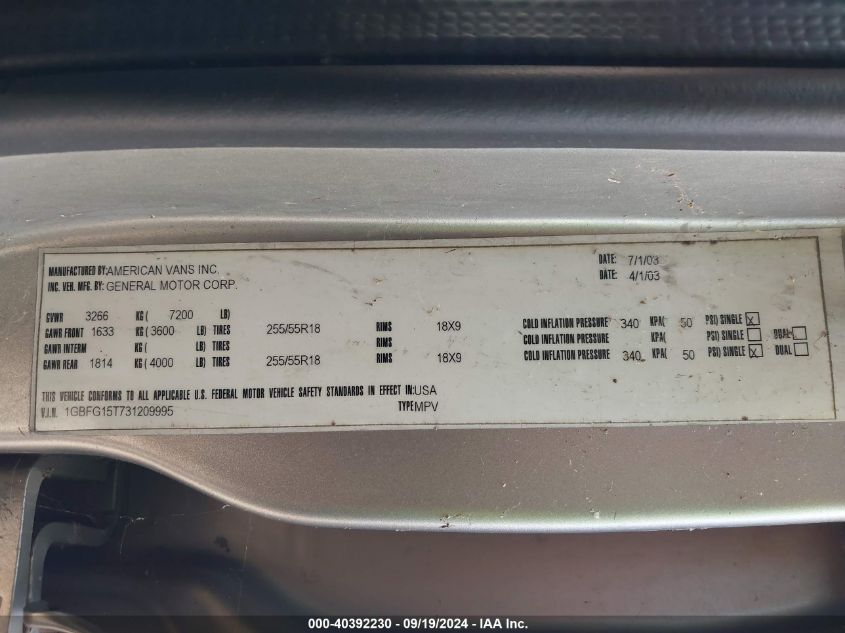 MANUFACTURED BY: AMERICAN VANS INC. DATE: 7/1/03
INC. VEH. MFG. BY: GENERAL MOTOR CORP. DATE: 4/1/03
GVWR 3266 KG ( 7200 LB)
GAWR FRONT 1633 KG (3600 LB) TIRES 255/55R18 RIMS 18X9 COLD INFLATION PRESSURE 340 KPA( 50 PSI) SINGLE X
GAWR INTERM KG ( LB) TIRES RIMS COLD INFLATION PRESSURE KPA( PSI) SINGLE DUAL
GAWR REAR 1814 KG (4000 LB) TIRES 255/55R18 RIMS 18X9 COLD INFLATION PRESSURE 340 KPA( 50 PSI) SINGLE X DUAL
THIS VEHICLE CONFORMS TO ALL APPLICABLE U.S. FEDERAL MOTOR VEHICLE SAFETY STANDARDS IN EFFECT IN: USA
V.I.N. 1GBFG15T731209995 TYPE MPV
000-40392230 - 09/19/2024 - IAA Inc.